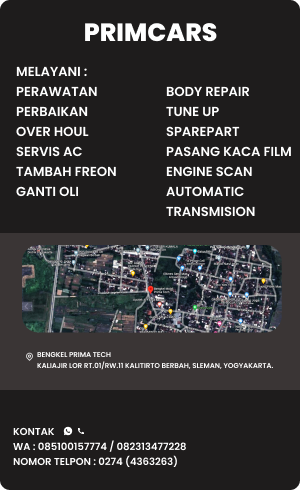 PRIMCARS
MELAYANI :
PERAWATAN
PERBAIKAN
OVER HOUL
SERVIS AC
TAMBAH FREON
GANTI OLI
BODY REPAIR
TUNE UP
SPAREPART
PASANG KACA FILM
ENGINE SCAN
AUTOMATIC
TRANSMISION
BENGKEL PRIMA TECH
KALIAJIR LOR RT.01/RW.11 KALITIRTO BERBAH, SLEMAN, YOGYAKARTA.
KONTAK
WA : 085100157774 / 082313477228
NOMOR TELPON : 0274 (4363263)